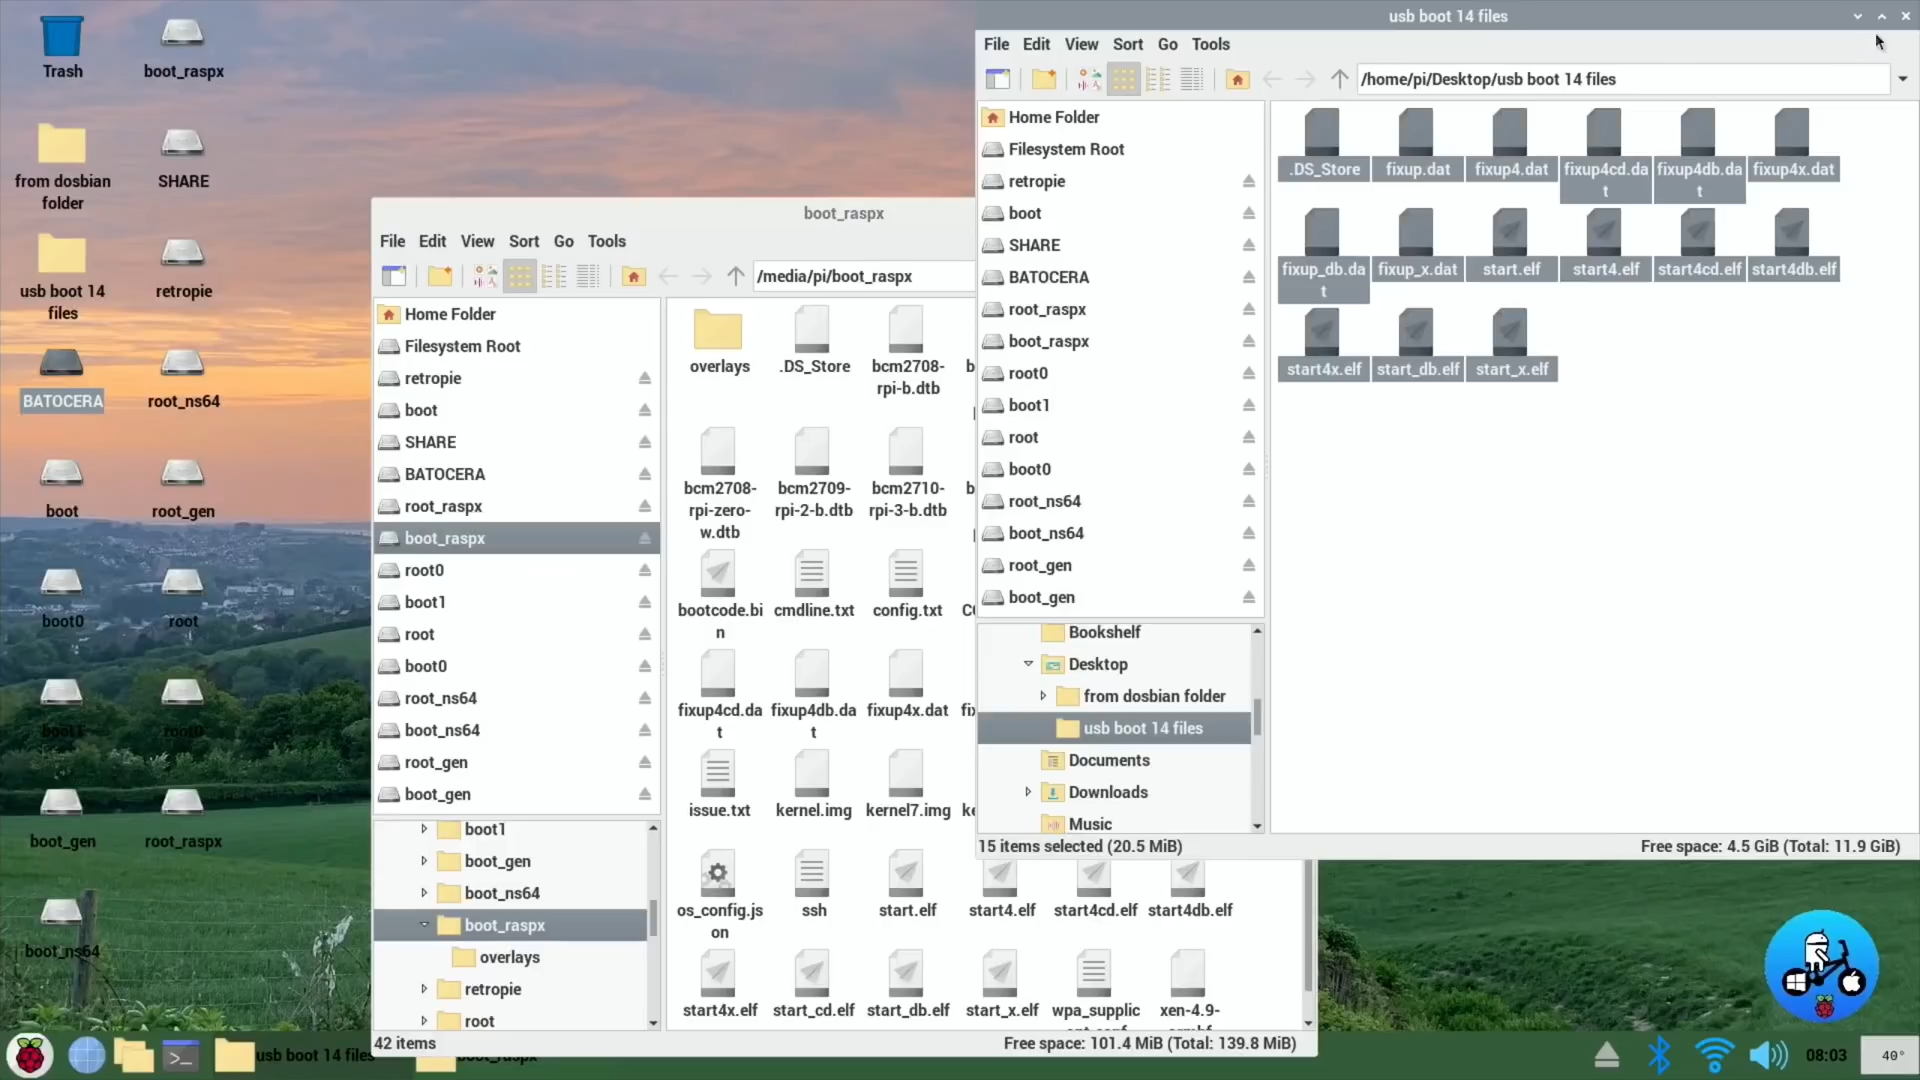 Trash
boot_raspx
from dosbian
folder
SHARE
usb boot 14
files
retropie
BATOCERA
root_ns64
boot
root_gen
boot0
root
boot1
root0
boot_gen
root_raspx
boot_ns64
boot_raspx
File Edit View Sort Go Tools
/media/pi/boot_raspx
Home Folder
Filesystem Root
retropie
boot
SHARE
BATOCERA
root_raspx
boot_raspx
root0
boot1
root
boot0
root_ns64
boot_ns64
root_gen
boot_gen
boot1
boot_gen
boot_ns64
boot_raspx
overlays
retropie
root
overlays .DS_Store bcm2708-
rpi-b.dtb
bcm2708- bcm2709- bcm2710-
rpi-zero- rpi-2-b.dtb rpi-3-b.dtb
w.dtb
bootcode.bi cmdline.txt config.txt
n
fixup4cd.da fixup4db.da fixup4x.dat
t t
issue.txt kernel.img kernel7.img
os_config.js ssh start.elf start4.elf start4cd.elf start4db.elf
on
start4x.elf start_cd.elf start_db.elf start_x.elf wpa_supplic xen-4.9-
42 items Free space: 101.4 MiB (Total: 139.8 MiB)
usb boot 14 files
File Edit View Sort Go Tools
/home/pi/Desktop/usb boot 14 files
Home Folder
Filesystem Root
retropie
boot
SHARE
BATOCERA
root_raspx
boot_raspx
root0
boot1
root
boot0
root_ns64
boot_ns64
root_gen
boot_gen
Bookshelf
Desktop
from dosbian folder
usb boot 14 files
Documents
Downloads
Music
.DS_Store fixup.dat fixup4.dat fixup4cd.da fixup4db.da fixup4x.dat
t t
fixup_db.da fixup_x.dat start.elf start4.elf start4cd.elf start4db.elf
t
start4x.elf start_db.elf start_x.elf
15 items selected (20.5 MiB) Free space: 4.5 GiB (Total: 11.9 GiB)
usb boot 14 files boot_raspx 08:03 40°